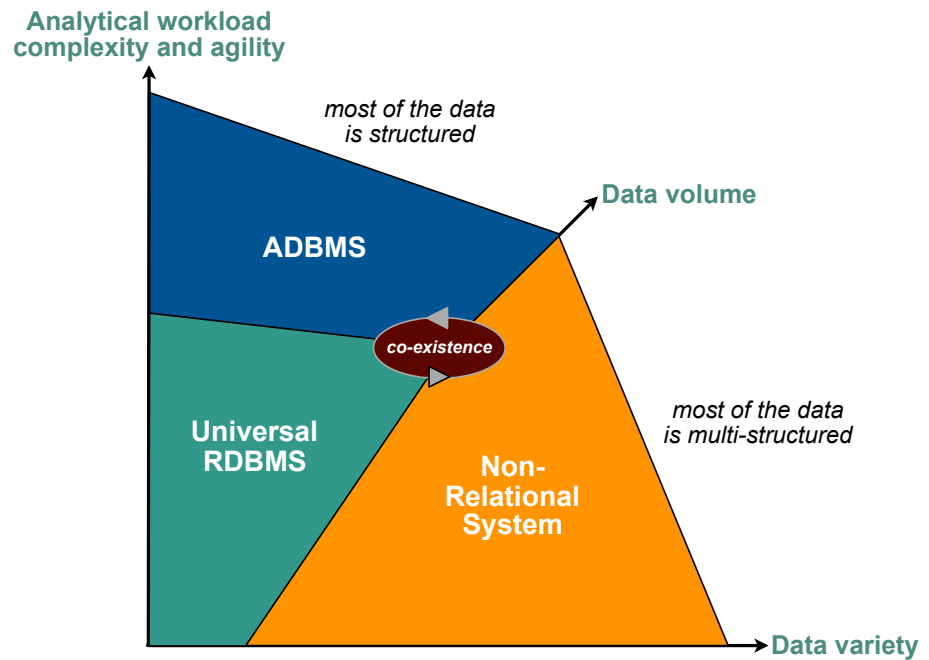 Analytical workload
complexity and agility
most of the data
is structured
Data volume
ADBMS
co-existence
most of the data
is multi-structured
Universal
RDBMS
Non-
Relational
System
Data variety